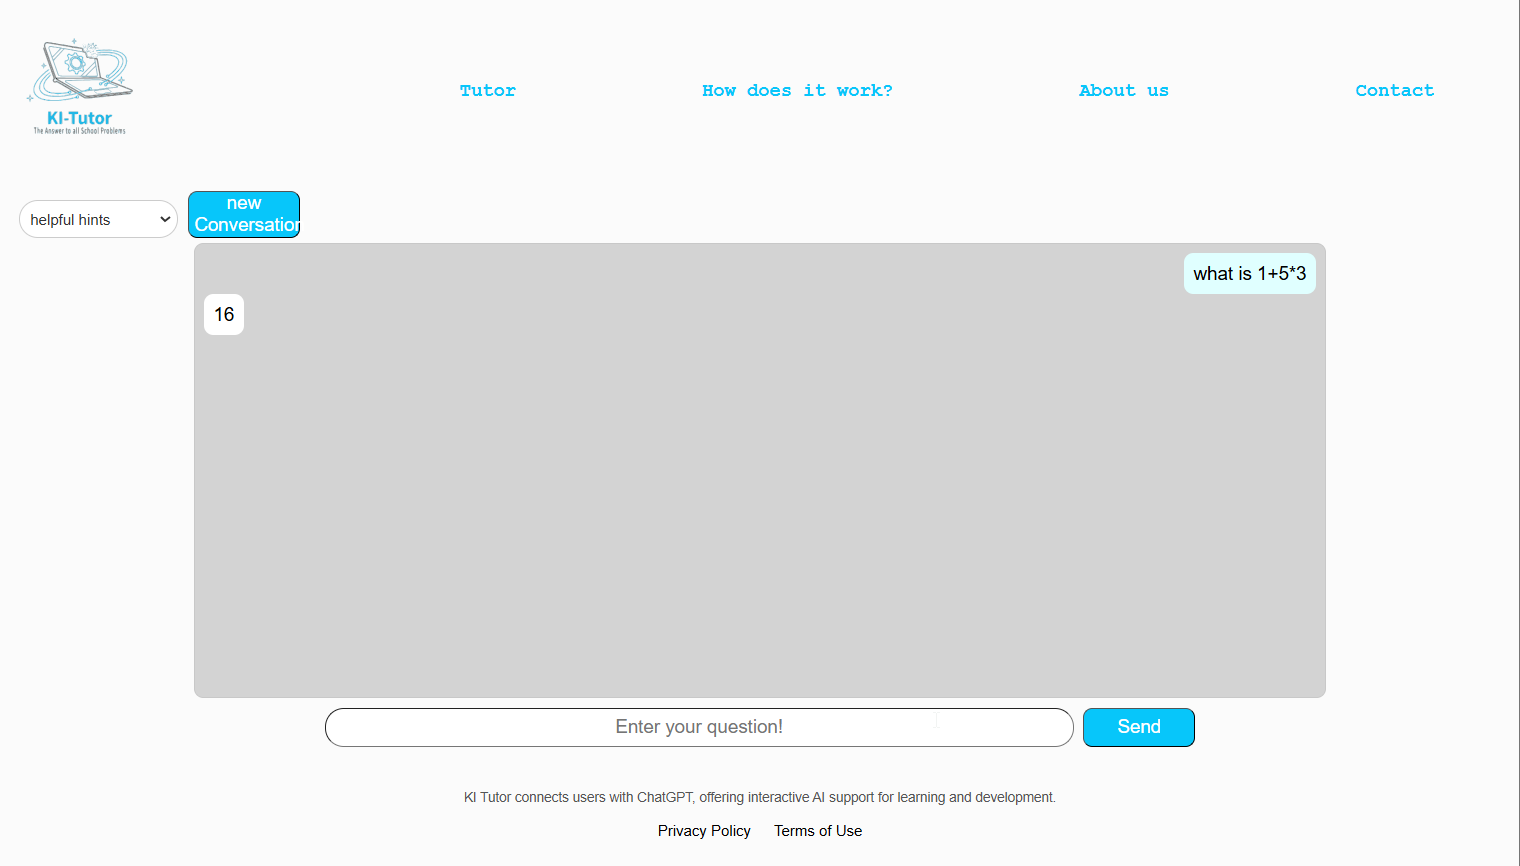 KI-Tutor
The Answer to all School Problems
Tutor
How does it work?
About us
Contact
helpful hints
new
Conversation
what is 1+5*3
16
Enter your question!
Send
KI Tutor connects users with ChatGPT, offering interactive AI support for learning and development.
Privacy Policy
Terms of Use